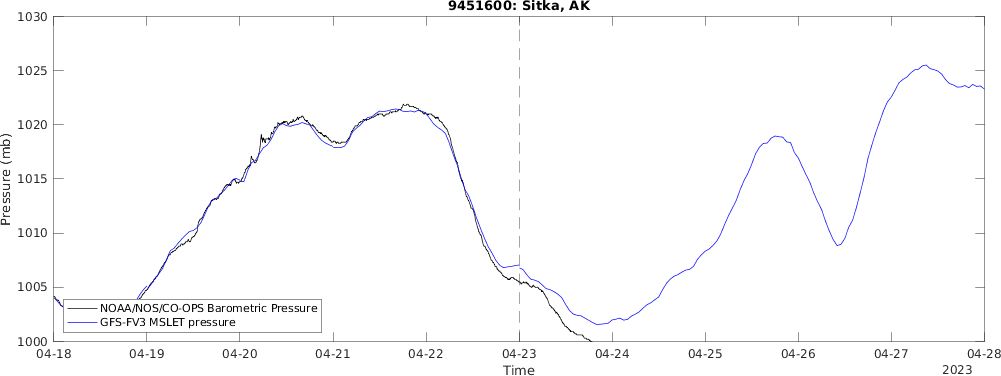 9451600: Sitka, AK
Pressure (mb)
1030
1025
1020
1015
1010
1005
1000
NOAA/NOS/CO-OPS Barometric Pressure
GFS-FV3 MSLET pressure
04-18 04-19 04-20 04-21 04-22 04-23 04-24 04-25 04-26 04-27 04-28
Time
2023